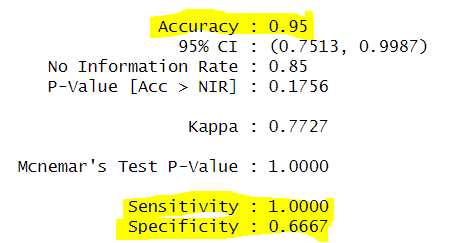 Accuracy : 0.95
95% CI : (0.7513, 0.9987)
No Information Rate : 0.85
P-Value [Acc > NIR] : 0.1756
Kappa : 0.7727
Mcnemar's Test P-Value : 1.0000
Sensitivity : 1.0000
Specificity : 0.6667